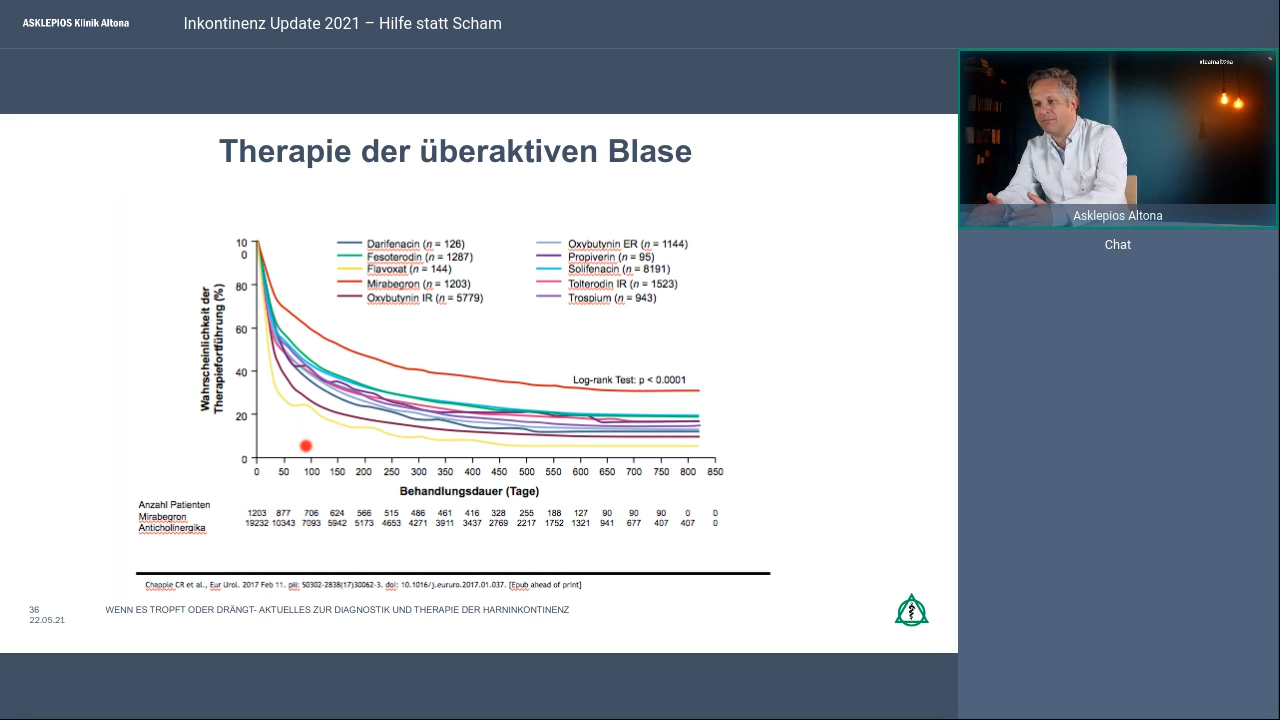 ASKLEPIOS Klinik Altona
Inkontinenz Update 2021 – Hilfe statt Scham
#teamaltona
Asklepios Altona
Chat
Therapie der überaktiven Blase
Darifenacin (n = 126)
Fesoterodin (n = 1287)
Flavoxat (n = 144)
Mirabegron (n = 1203)
Oxybutynin IR (n = 5779)
Oxybutynin ER (n = 1144)
Propiverin (n = 95)
Solifenacin (n = 8191)
Tolterodin IR (n = 1523)
Trospium (n = 943)
Wahrscheinlichkeit der
Therapiefortführung (%)
10
0
80
60
40
20
0
Log-rank Test: p < 0.0001
0 50 100 150 200 250 300 350 400 450 500 550 600 650 700 750 800 850
Behandlungsdauer (Tage)
Anzahl Patienten
Mirabegron 1203 877 706 624 566 515 486 461 416 328 255 188 127 90 90 90 0 0
Anticholinergika 19232 10343 7093 5942 5173 4653 4271 3911 3437 2769 2217 1752 1321 941 677 407 407 0
Chapple CR et al., Eur Urol. 2017 Feb 11. pii: S0302-2838(17)30062-3. doi: 10.1016/j.eururo.2017.01.037. [Epub ahead of print]
36
22.05.21
WENN ES TROPFT ODER DRÄNGT- AKTUELLES ZUR DIAGNOSTIK UND THERAPIE DER HARNINKONTINENZ